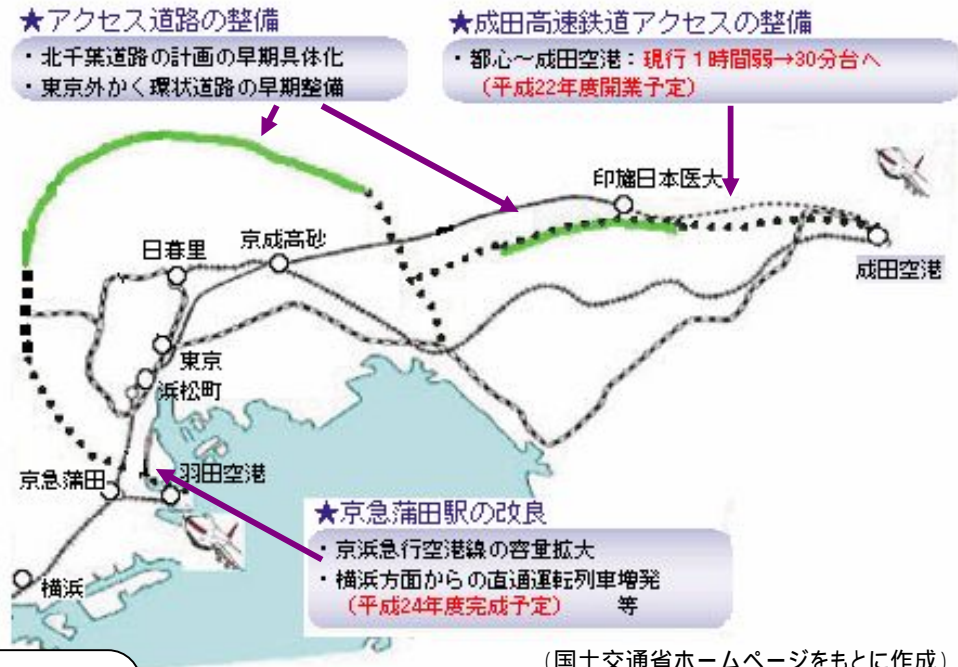 ★アクセス道路の整備
・北千葉道路の計画の早期具体化
・東京外かく環状道路の早期整備
★成田高速鉄道アクセスの整備
・都心～成田空港：現行１時間弱→30分台へ
（平成22年度開業予定）
印旛日本医大
日暮里
京成高砂
成田空港
東京
浜松町
京急蒲田
羽田空港
横浜
★京急蒲田駅の改良
・京浜急行空港線の容量拡大
・横浜方面からの直通運転列車増発
（平成24年度完成予定）　等
（国土交通省ホームページをもとに作成）